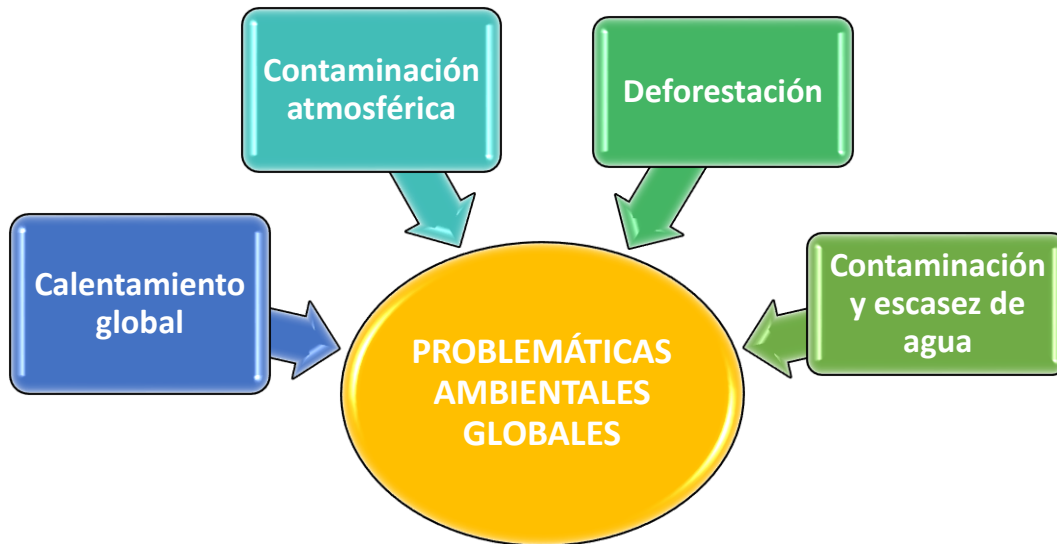 Contaminación
atmosférica
Deforestación
Calentamiento
global
Contaminación
y escasez de
agua
PROBLEMÁTICAS
AMBIENTALES
GLOBALES